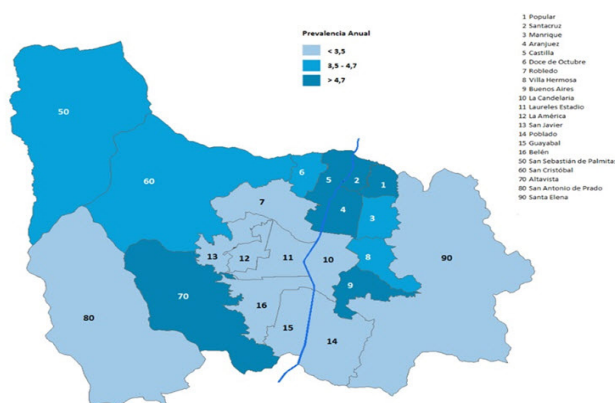 Prevalencia Anual
< 3,5
3,5 - 4,7
> 4,7
1 Popular
2 Santacruz
3 Manrique
4 Aranjuez
5 Castilla
6 Doce de Octubre
7 Robledo
8 Villa Hermosa
9 Buenos Aires
10 La Candelaria
11 Laureles Estadio
12 La América
13 San Javier
14 Poblado
15 Guayabal
16 Belén
50 San Sebastián de Palmitas
60 San Cristóbal
70 Altavista
80 San Antonio de Prado
90 Santa Elena
50
60
6
5
2
1
4
3
7
13
12
11
10
8
90
9
70
16
80
15
14